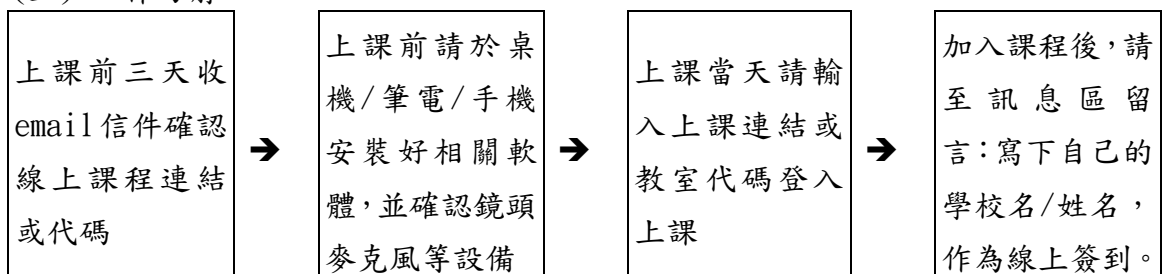 上課前三天收
email信件確認
線上課程連結
或代碼
➔
上課前請於桌
機/筆電/手機
安裝好相關軟
體，並確認鏡頭
麥克風等設備
➔
上課當天請輸
入上課連結或
教室代碼登入
上課
➔
加入課程後，請
至訊息區留
言：寫下自己的
學校名/姓名，
作為線上簽到。